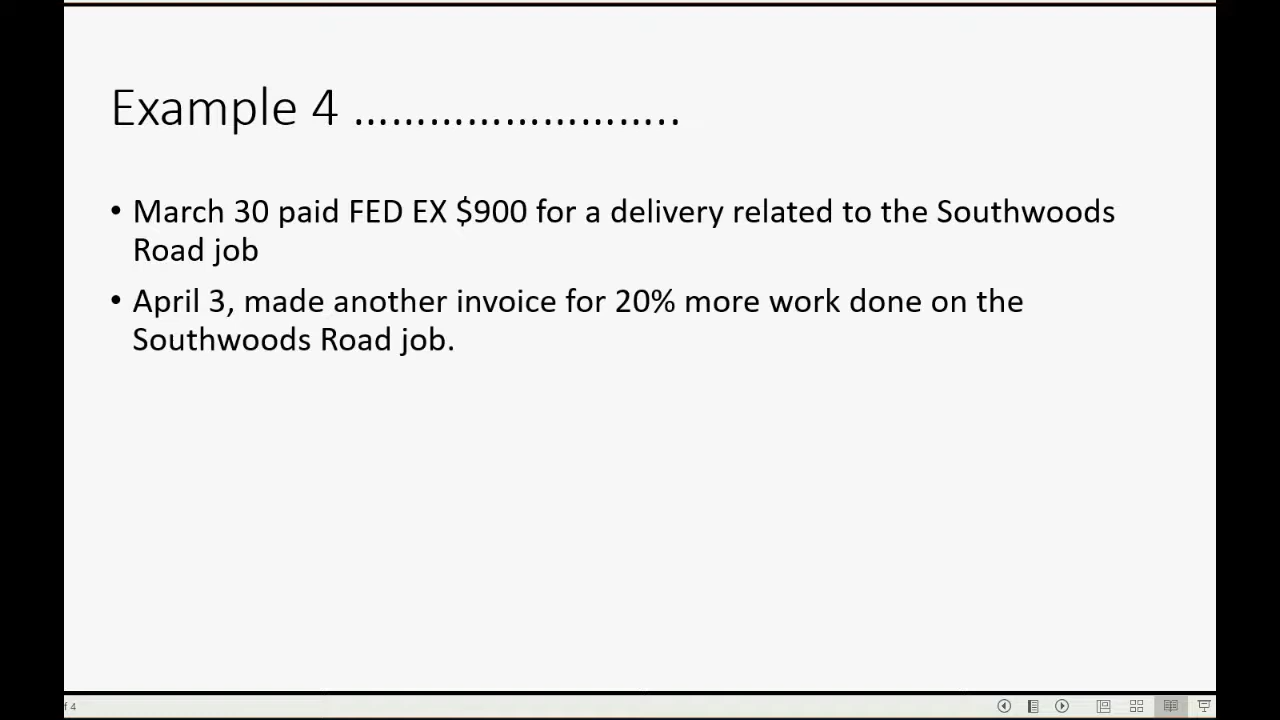 Example 4 ……………………..
• March 30 paid FED EX $900 for a delivery related to the Southwoods
Road job
• April 3, made another invoice for 20% more work done on the
Southwoods Road job.
f 4